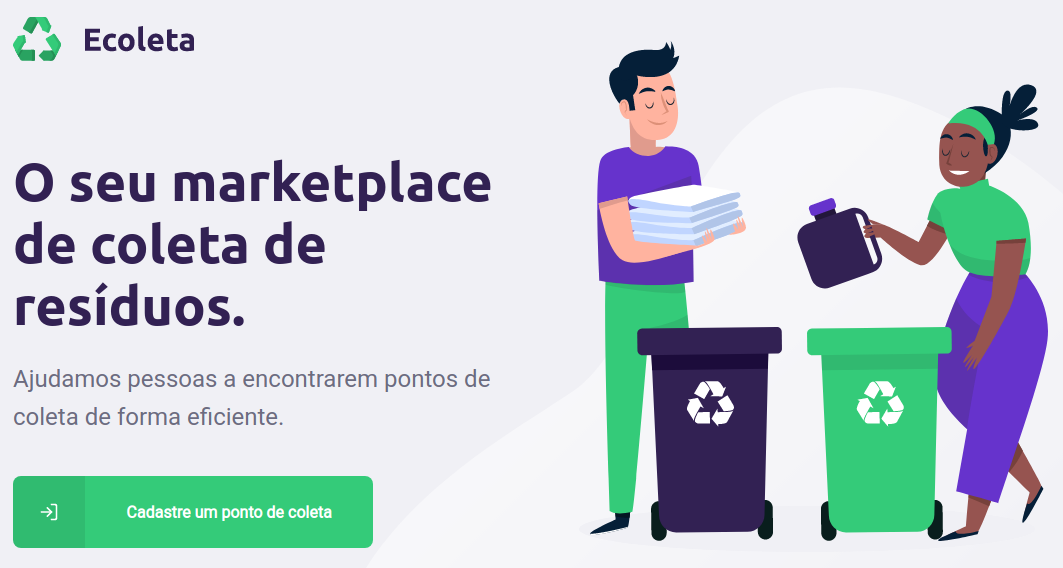 Ecoleta
O seu marketplace
de coleta de
resíduos.
Ajudamos pessoas a encontrarem pontos de
coleta de forma eficiente.
Cadastre um ponto de coleta